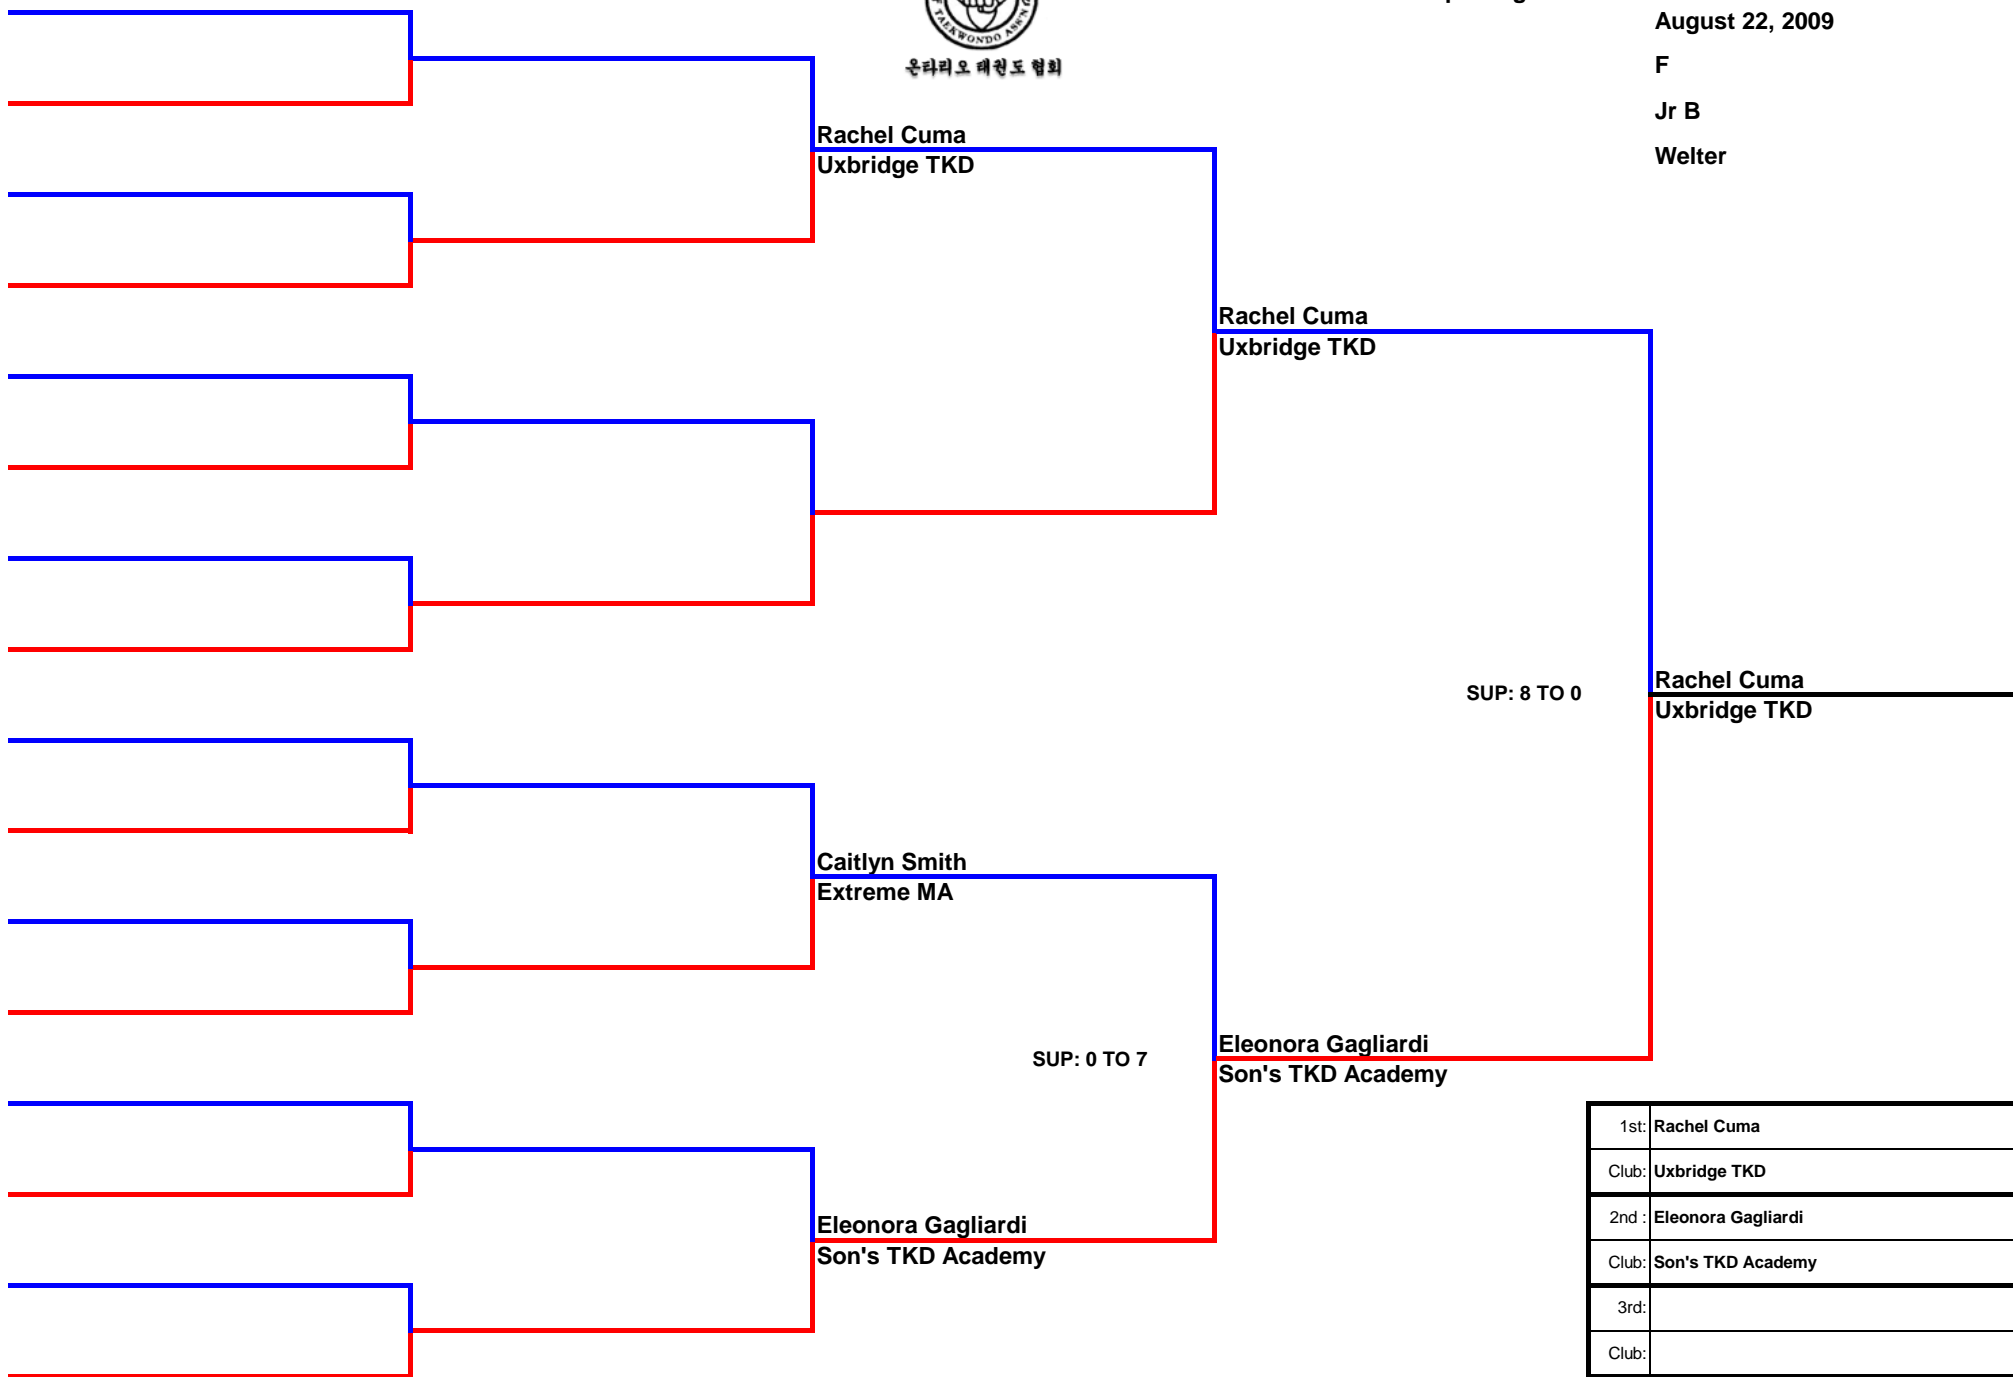 TAEKWONDO ASS'N
온타리오 태권도 협회
August 22, 2009
F
Jr B
Welter
Rachel Cuma
Uxbridge TKD
Rachel Cuma
Uxbridge TKD
SUP: 8 TO 0
Rachel Cuma
Uxbridge TKD
Caitlyn Smith
Extreme MA
SUP: 0 TO 7
Eleonora Gagliardi
Son's TKD Academy
Eleonora Gagliardi
Son's TKD Academy
1st: Rachel Cuma
Club: Uxbridge TKD
2nd : Eleonora Gagliardi
Club: Son's TKD Academy
3rd:
Club: